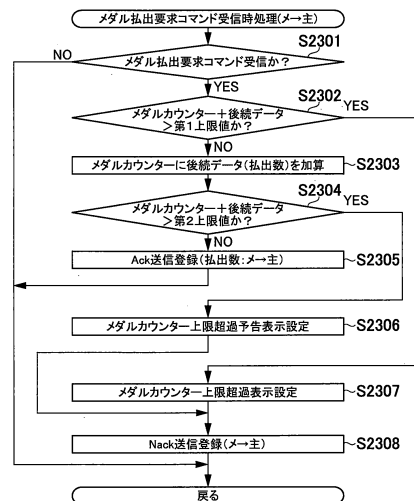 メダル払出要求コマンド受信時処理(メ→主)
S2301
NO
メダル払出要求コマンド受信か?
YES
S2302
YES
メダルカウンター+後続データ
>第1上限値か?
NO
メダルカウンターに後続データ(払出数)を加算
S2303
S2304
YES
メダルカウンター+後続データ
>第2上限値か?
NO
Ack送信登録(払出数:メ→主)
S2305
メダルカウンター上限超過予告表示設定
S2306
メダルカウンター上限超過表示設定
S2307
Nack送信登録(メ→主)
S2308
戻る